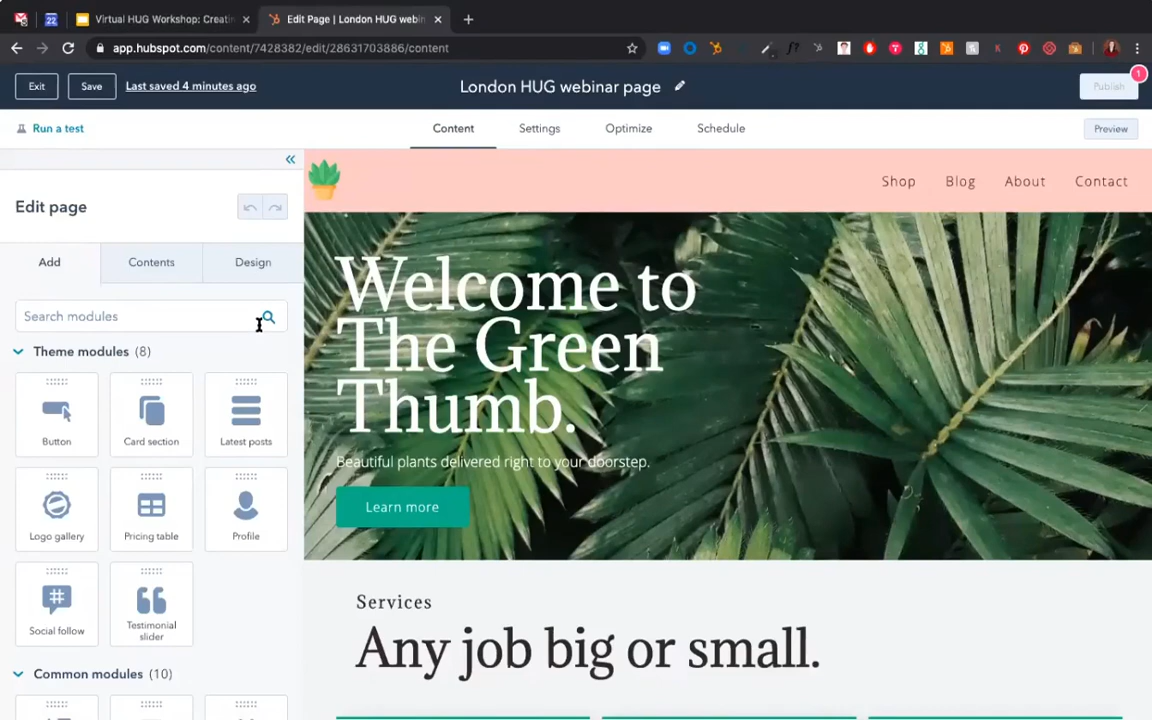 22
Virtual HUG Workshop: Creatin
Edit Page | London HUG webin
app.hubspot.com/content/7428382/edit/28631703886/content
Exit
Save
Last saved 4 minutes ago
London HUG webinar page
Publish
1
Run a test
Content
Settings
Optimize
Schedule
Preview
Edit page
Add
Contents
Design
Search modules
Theme modules (8)
Button
Card section
Latest posts
Logo gallery
Pricing table
Profile
Social follow
Testimonial
slider
Common modules (10)
Shop
Blog
About
Contact
Welcome to
The Green
Thumb.
Beautiful plants delivered right to your doorstep.
Learn more
Services
Any job big or small.